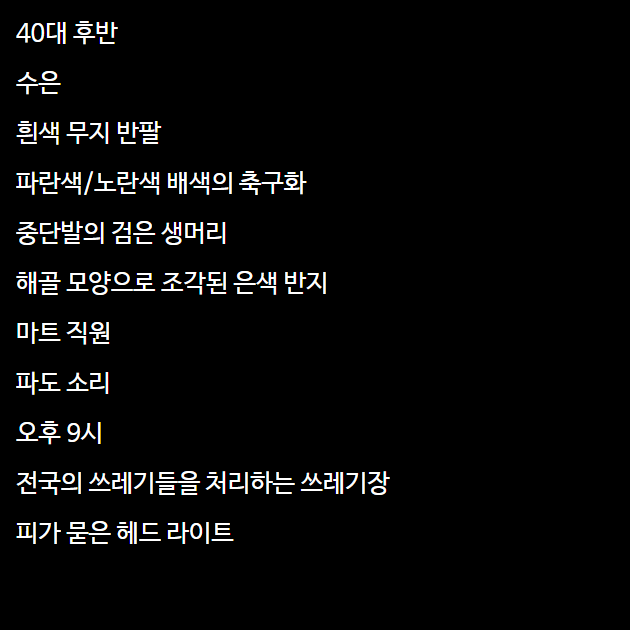 40대 후반
수은
흰색 무지 반팔
파란색/노란색 배색의 축구화
중단발의 검은 생머리
해골 모양으로 조각된 은색 반지
마트 직원
파도 소리
오후 9시
전국의 쓰레기들을 처리하는 쓰레기장
피가 묻은 헤드 라이트